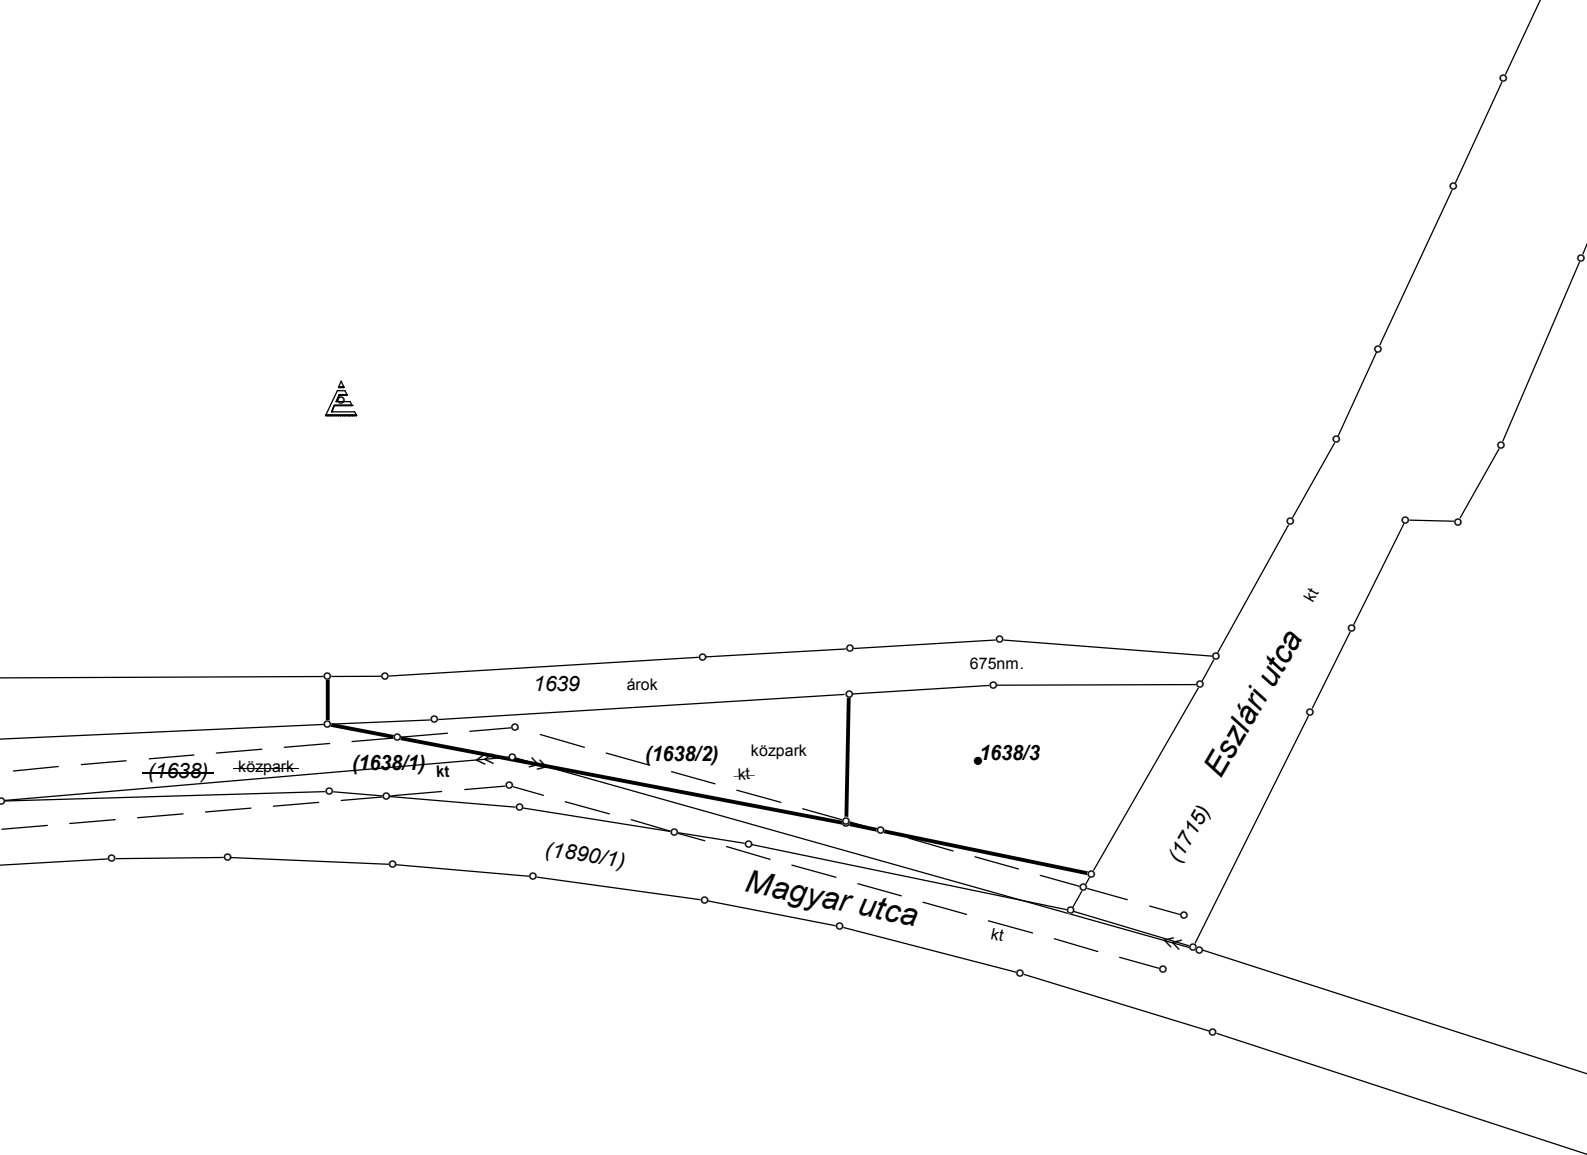 kt
Eszlári utca
675nm.
1639 árok
(1638/2) közpark
kt
1638/3
(1638) közpark (1638/1) kt
(1715)
(1890/1)
Magyar utca
kt